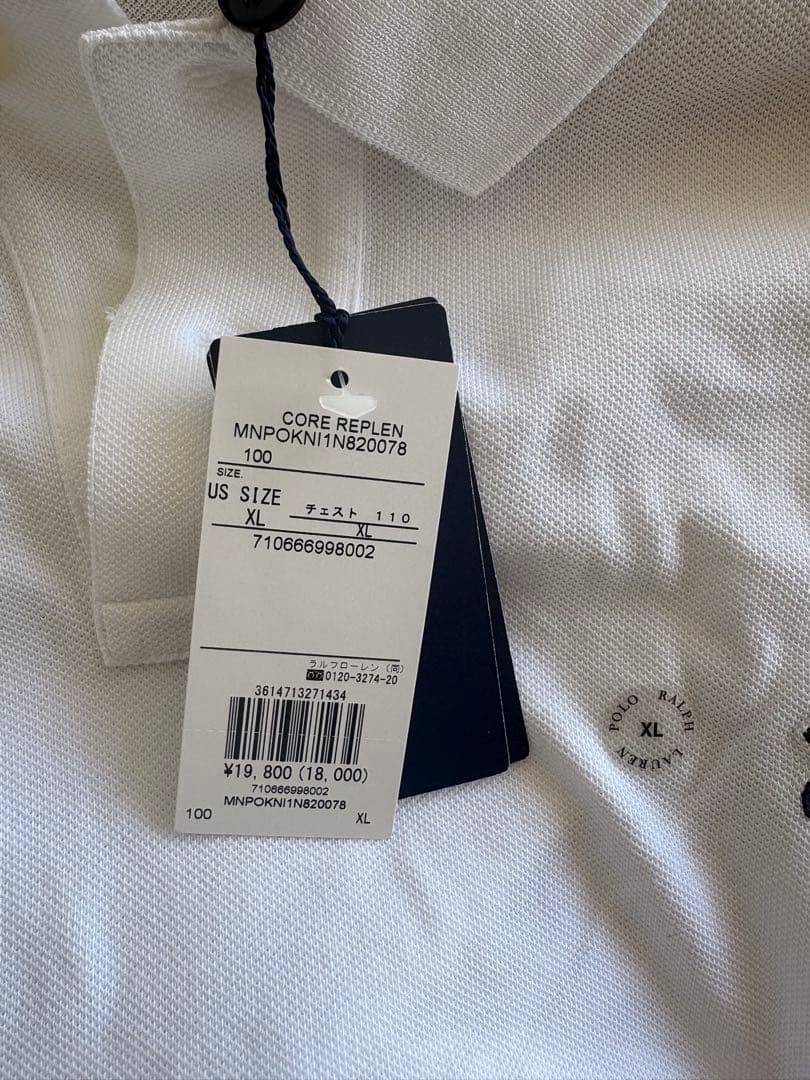 CORE REPLEN
MNPOKNI1N820078
100
SIZE.
US SIZE
XL
チェスト 110
XL
710666998002
ラルフローレン (同)
0120-3274-20
3614713271434
¥19,800 (18,000)
710666998002
MNPOKNI1N820078
100 XL
POLO RALPH LAUREN
XL